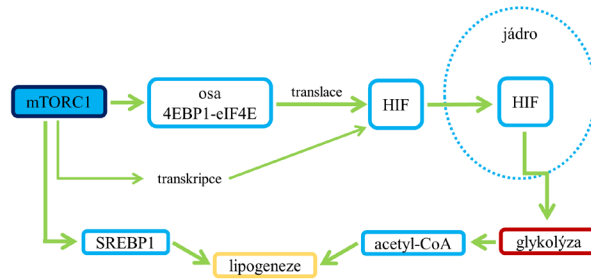 jádro
mTORC1
osa
4EBP1-eIF4E
translace
HIF
HIF
transkripce
SREBP1
lipogeneze
acetyl-CoA
glykolýza